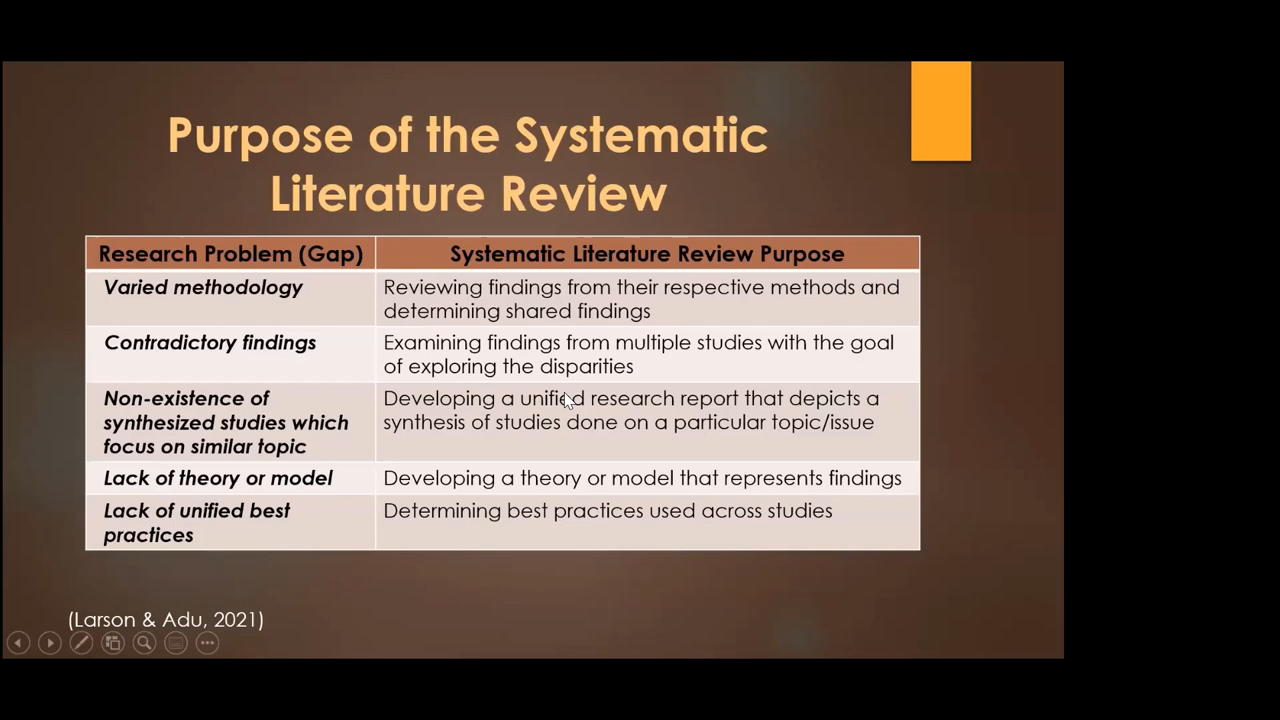 Purpose of the Systematic
Literature Review
Research Problem (Gap)
Systematic Literature Review Purpose
Varied methodology
Reviewing findings from their respective methods and
determining shared findings
Contradictory findings
Examining findings from multiple studies with the goal
of exploring the disparities
Non-existence of
synthesized studies which
focus on similar topic
Developing a unified research report that depicts a
synthesis of studies done on a particular topic/issue
Lack of theory or model
Developing a theory or model that represents findings
Lack of unified best
practices
Determining best practices used across studies
(Larson & Adu, 2021)